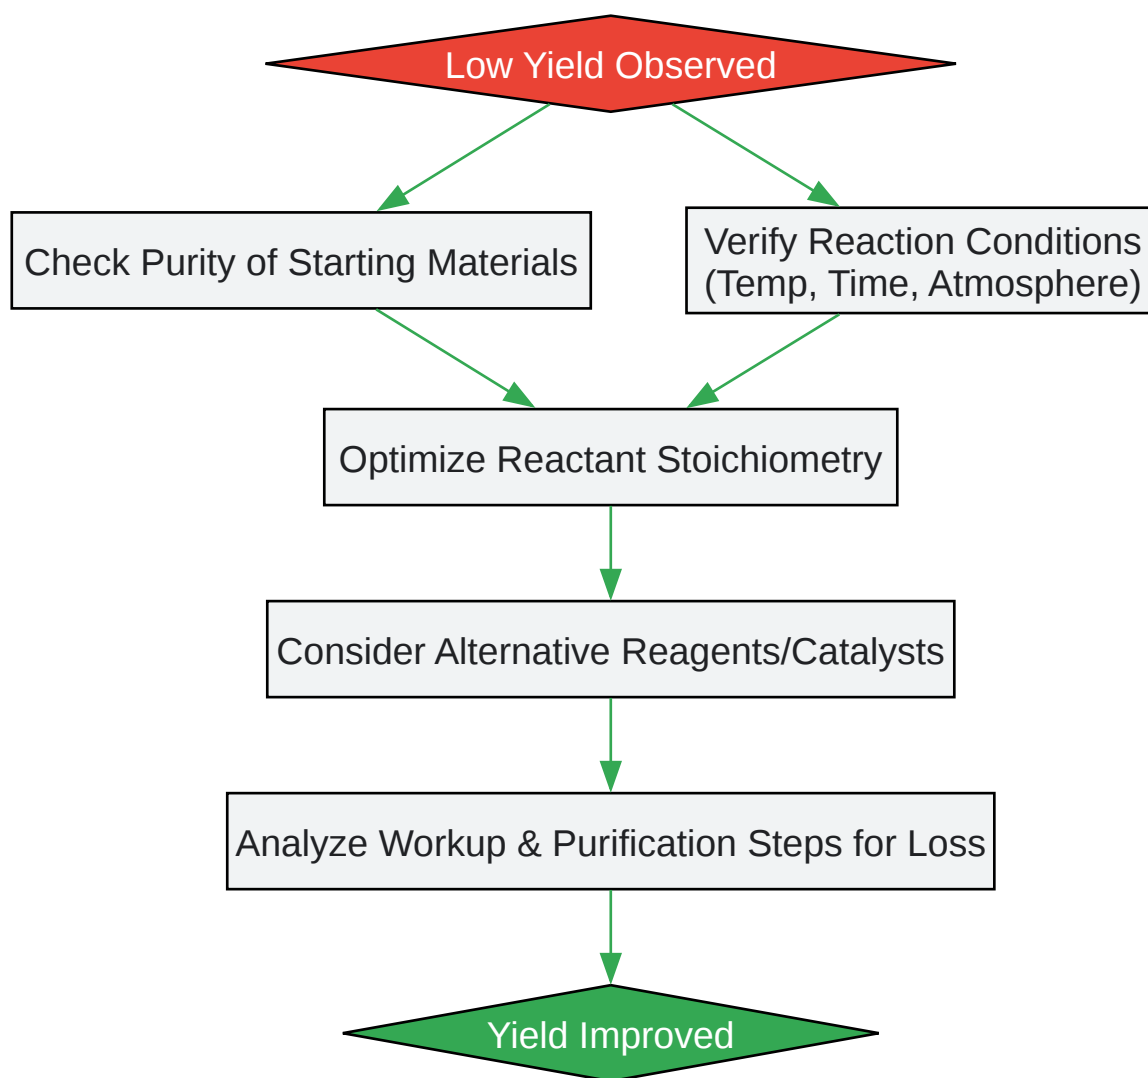 Low Yield Observed
Check Purity of Starting Materials
Verify Reaction Conditions
(Temp, Time, Atmosphere)
Optimize Reactant Stoichiometry
Consider Alternative Reagents/Catalysts
Analyze Workup & Purification Steps for Loss
Yield Improved